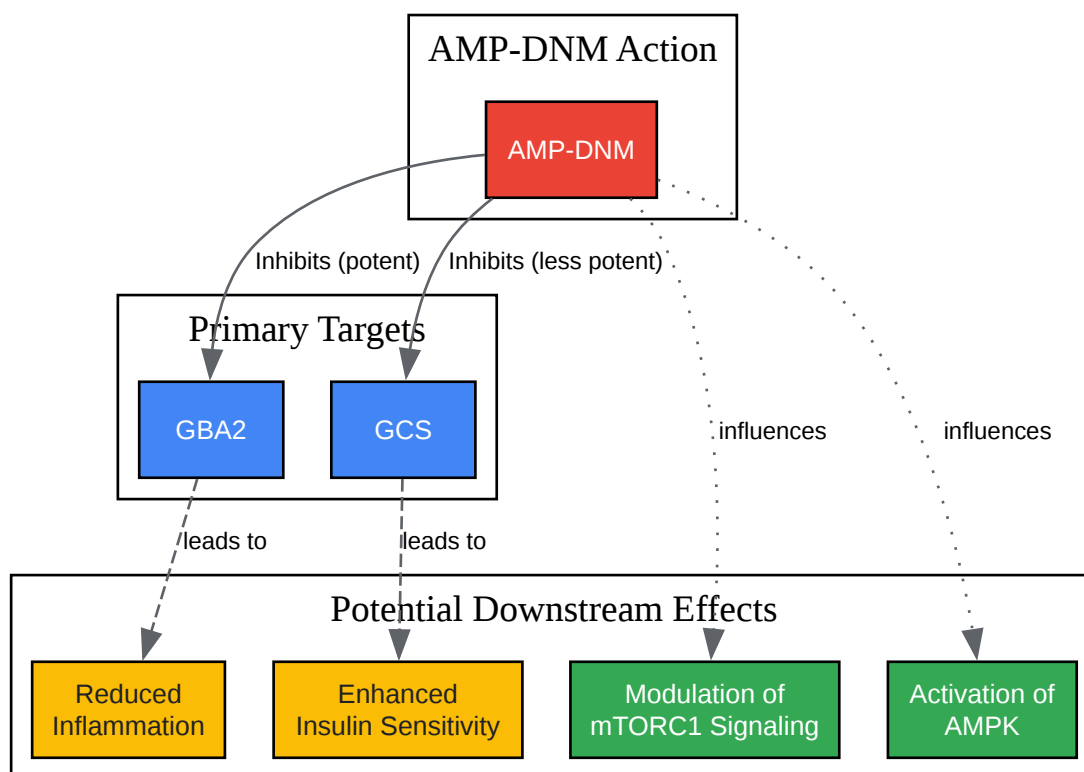 AMP-DNM Action
AMP-DNM
Inhibits (potent)
Inhibits (less potent)
Primary Targets
GBA2
GCS
influences
influences
leads to
leads to
Potential Downstream Effects
Reduced
Inflammation
Enhanced
Insulin Sensitivity
Modulation of
mTORC1 Signaling
Activation of
AMPK